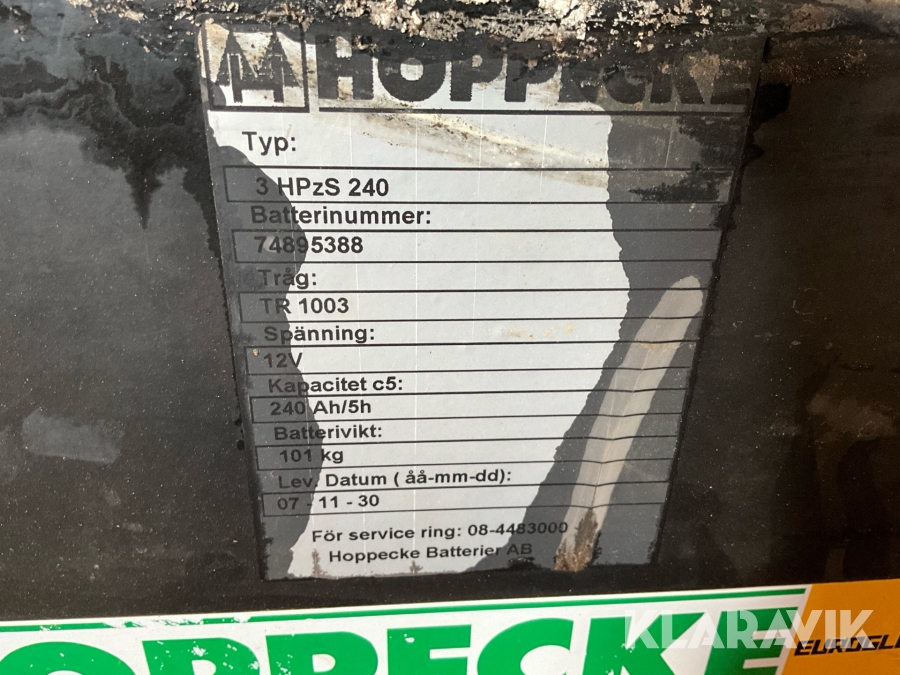 HOPPECKE
Typ:
3 HPzS 240
Batterinummer:
74895388
Tråg:
TR 1003
Spänning:
12V
Kapacitet c5:
240 Ah/5h
Batterivikt:
101 kg
Lev. Datum ( åå-mm-dd):
07 - 11 - 30
För service ring: 08-4483000
Hoppecke Batterier AB
OPPECKE
KLARAVIK